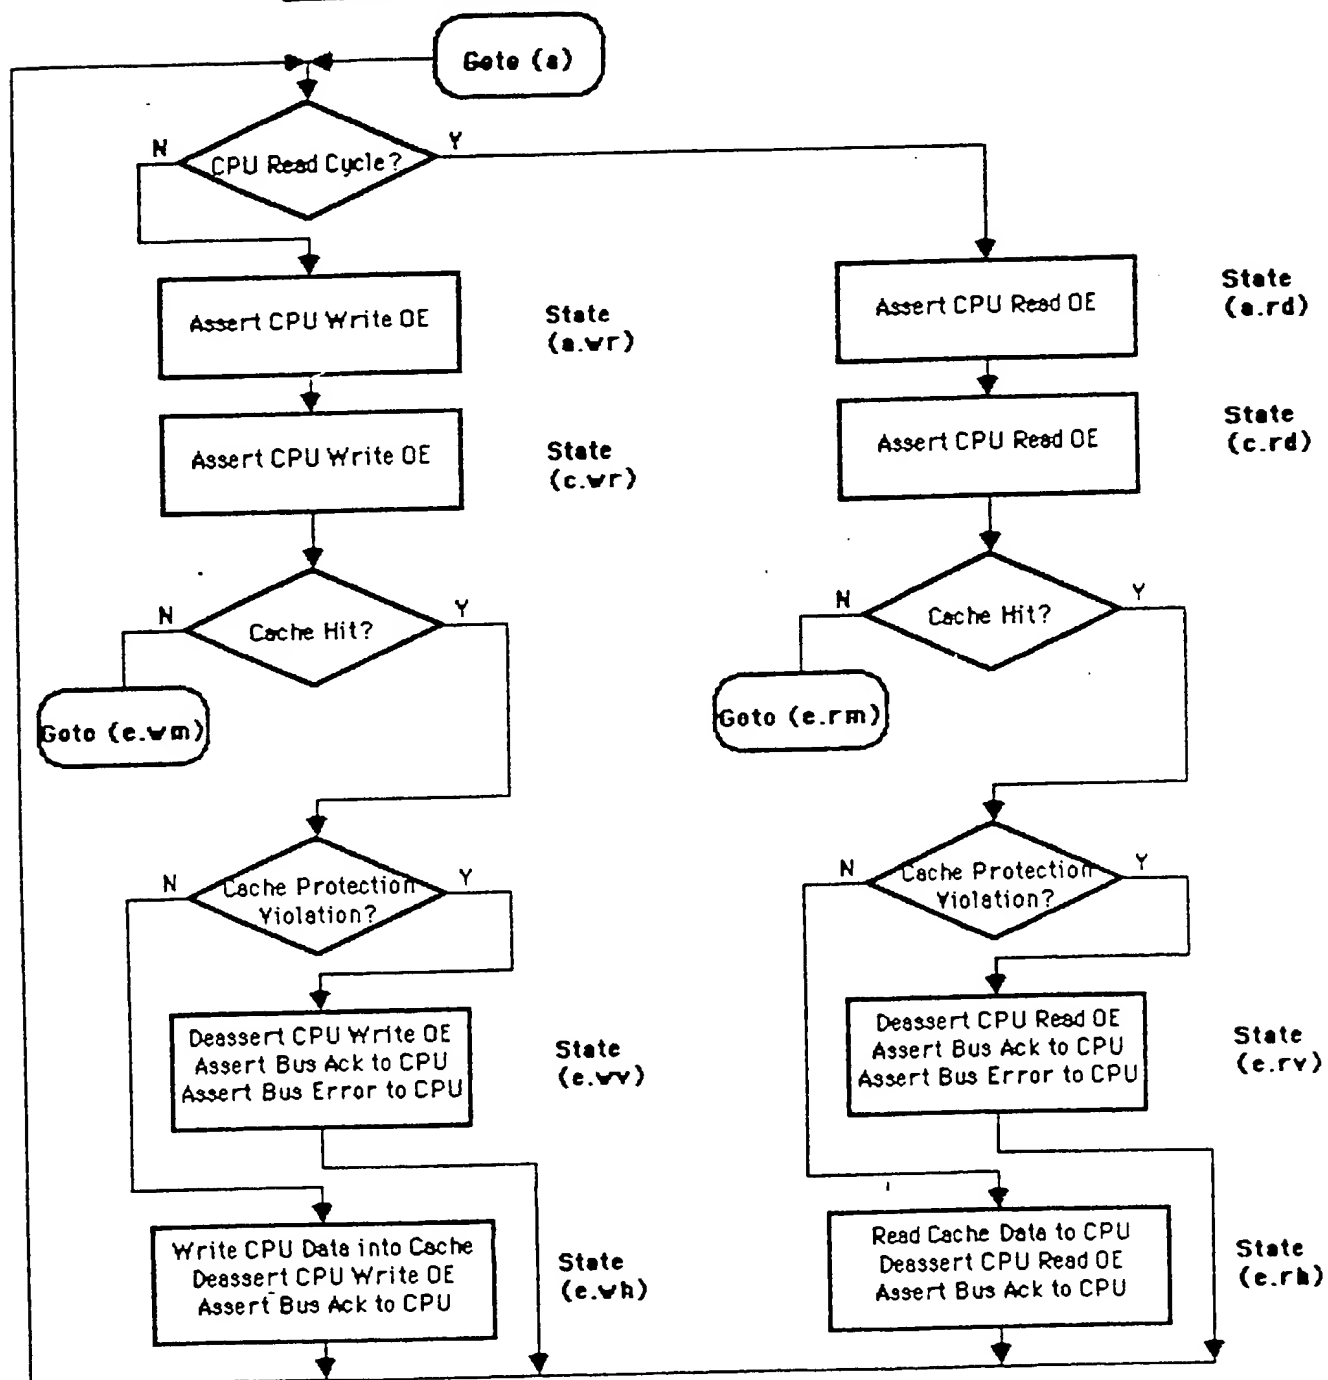 Goto (a)
N
CPU Read Cycle?
Y
Assert CPU Write OE
State
(a.wr)
Assert CPU Read OE
State
(a.rd)
Assert CPU Write OE
State
(c.wr)
Assert CPU Read OE
State
(c.rd)
N
Cache Hit?
Y
N
Cache Hit?
Y
Goto (e.wm)
Goto (e.rm)
N
Cache Protection
Violation?
Y
N
Cache Protection
Violation?
Y
Deassert CPU Write OE
Assert Bus Ack to CPU
Assert Bus Error to CPU
State
(e.wv)
Deassert CPU Read OE
Assert Bus Ack to CPU
Assert Bus Error to CPU
State
(e.rv)
Write CPU Data into Cache
Deassert CPU Write OE
Assert Bus Ack to CPU
State
(e.wh)
Read Cache Data to CPU
Deassert CPU Read OE
Assert Bus Ack to CPU
State
(e.rh)